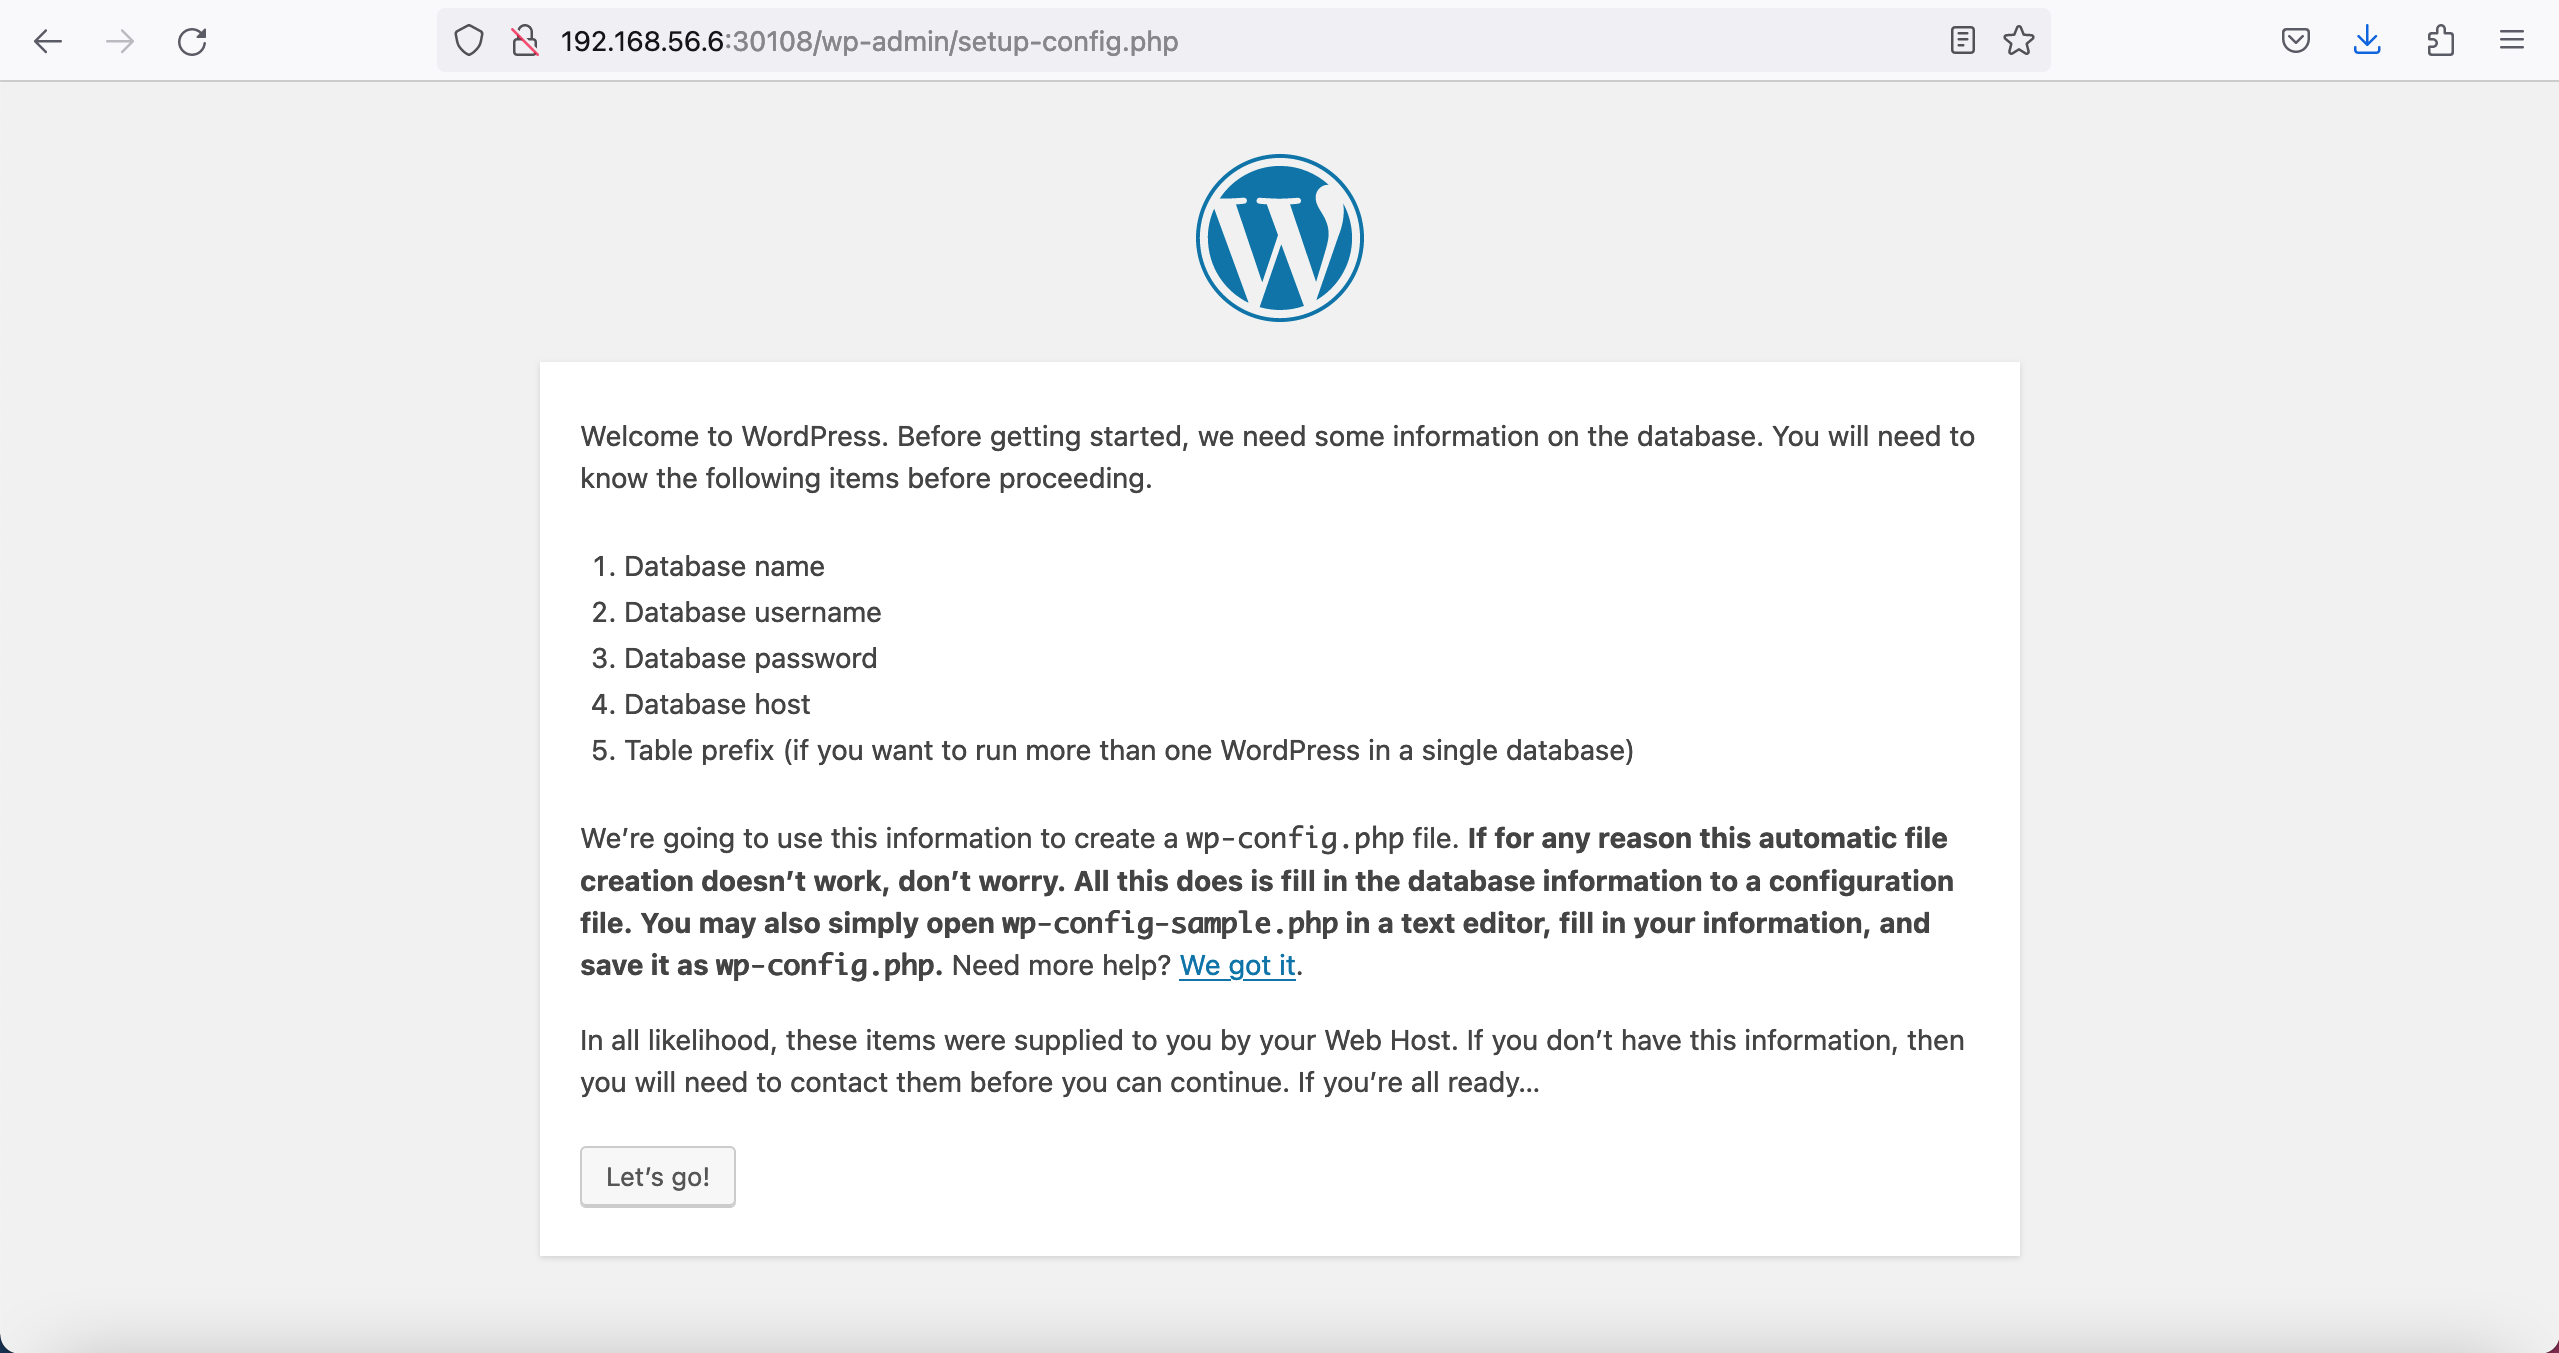 192.168.56.6:30108/wp-admin/setup-config.php
Welcome to WordPress. Before getting started, we need some information on the database. You will need to
know the following items before proceeding.
1. Database name
2. Database username
3. Database password
4. Database host
5. Table prefix (if you want to run more than one WordPress in a single database)
We’re going to use this information to create a wp-config.php file. If for any reason this automatic file
creation doesn’t work, don’t worry. All this does is fill in the database information to a configuration
file. You may also simply open wp-config-sample.php in a text editor, fill in your information, and
save it as wp-config.php. Need more help? We got it.
In all likelihood, these items were supplied to you by your Web Host. If you don’t have this information, then
you will need to contact them before you can continue. If you’re all ready…
Let’s go!